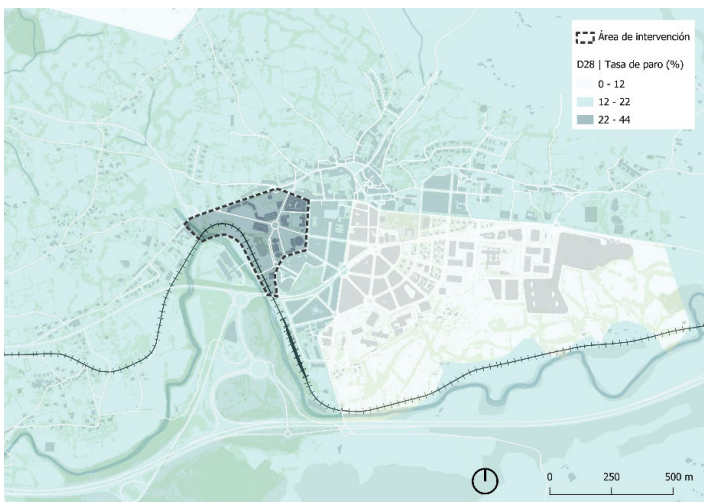 Área de intervención
D28 | Tasa de paro (%)
0 - 12
12 - 22
22 - 44
0 250 500 m